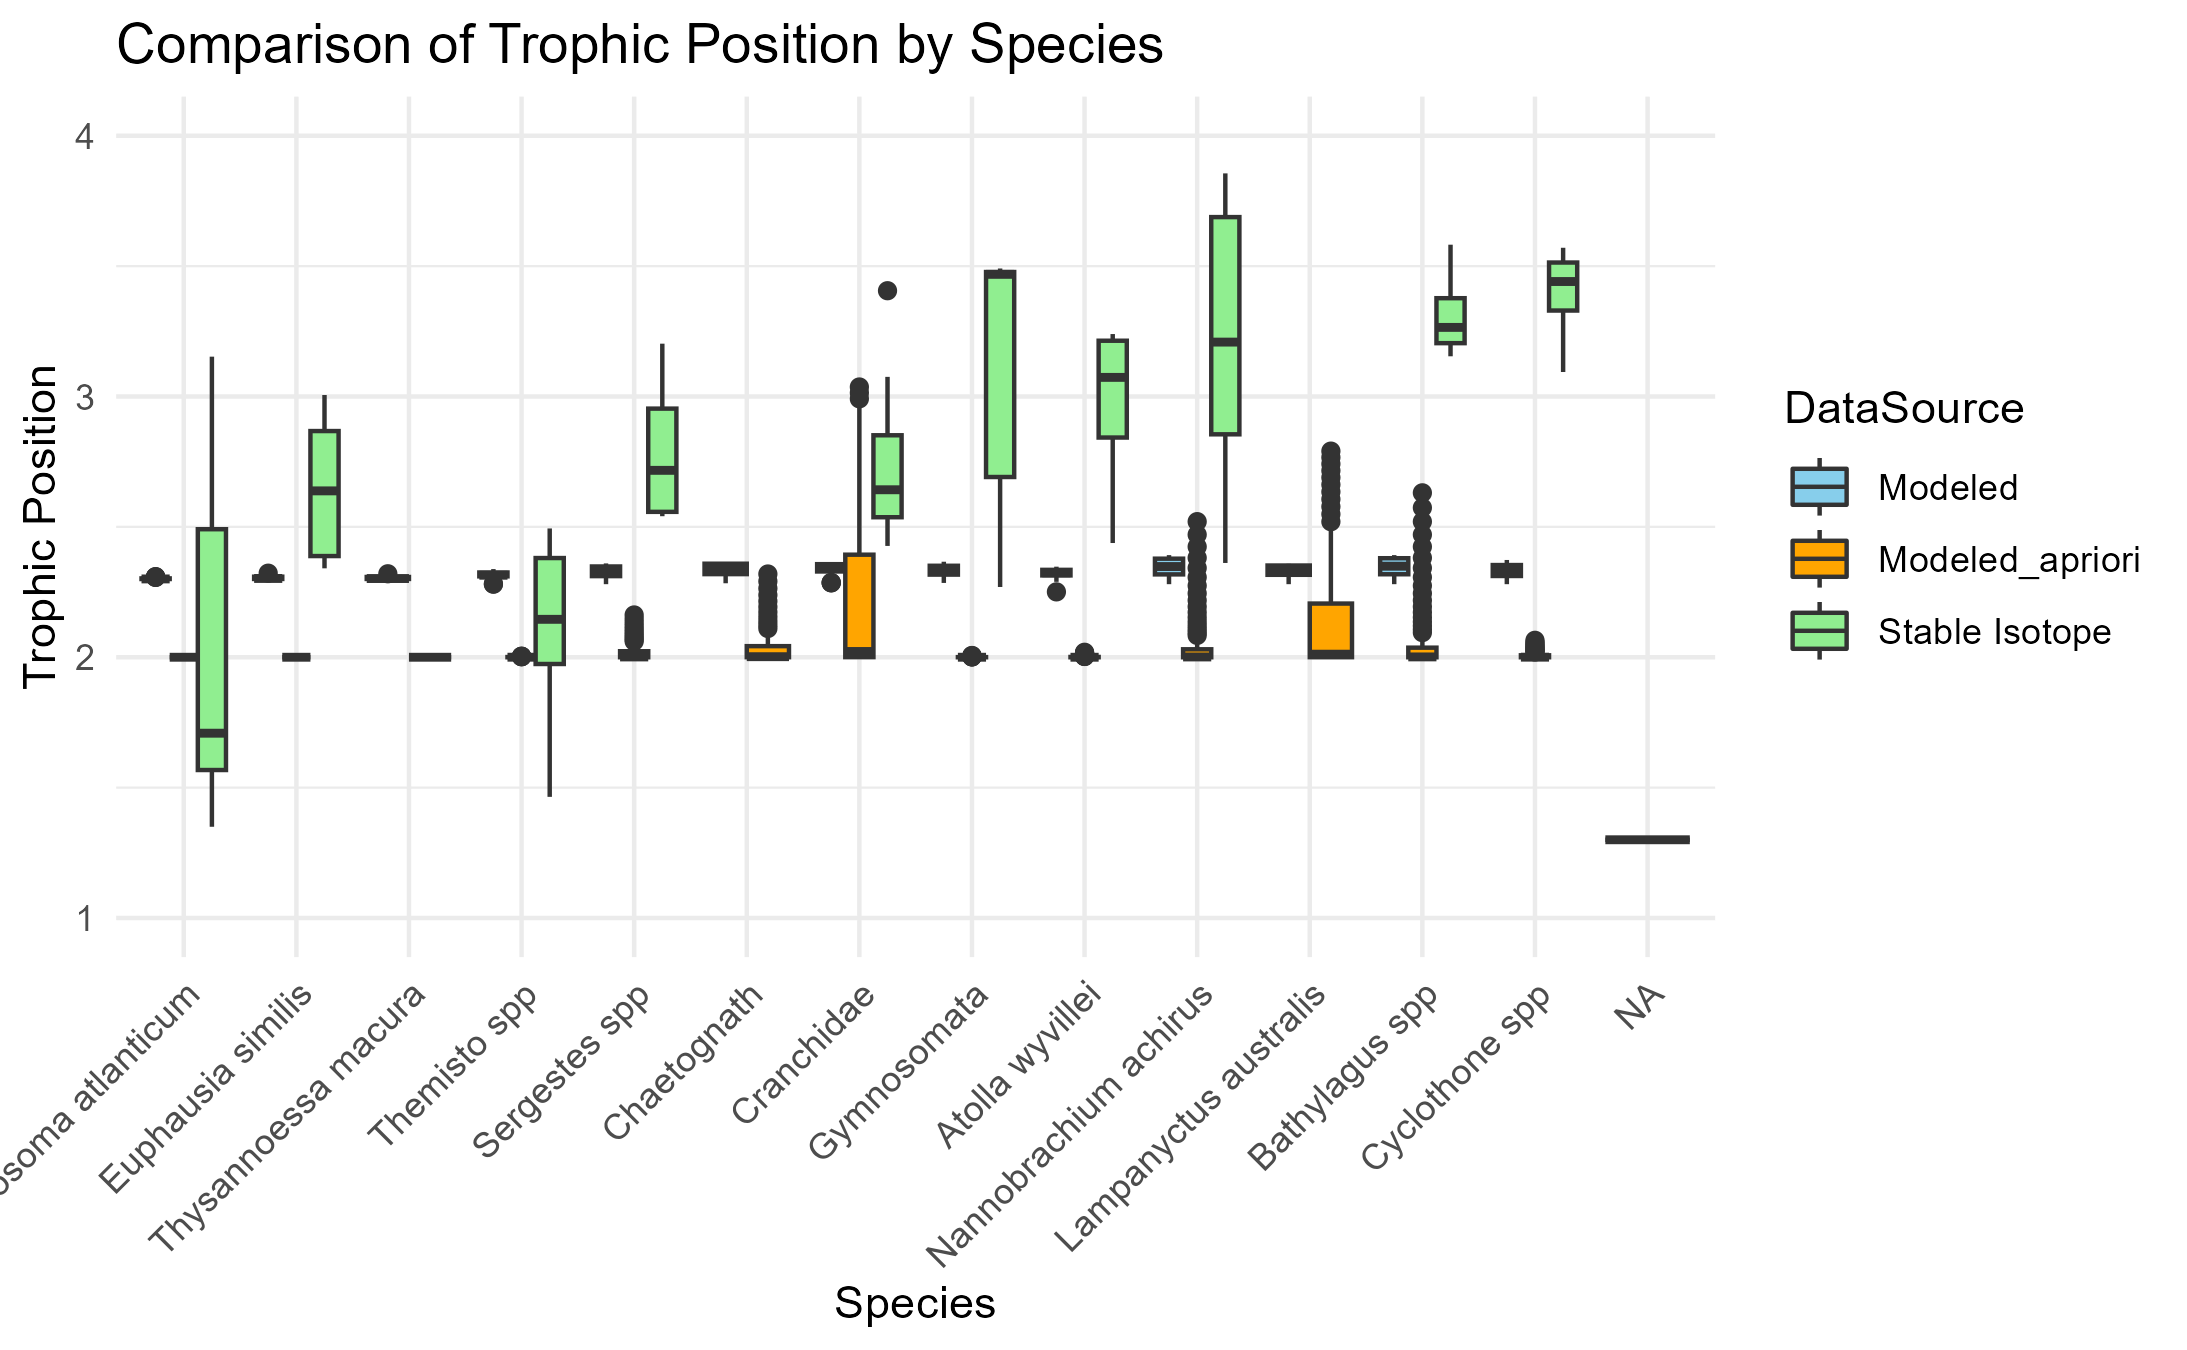 Comparison of Trophic Position by Species
Trophic Position
4
3
2
1
atlanticum
Euphausia similis
Thysannoessa macura
Themisto spp
Sergestes spp
Chaetognath
Cranchidae
Gymnosomata
Atolla wyvillei
Nannobrachium achirus
Lampanyctus australis
Bathylagus spp
Cyclothone spp
NA
Species
DataSource
Modeled
Modeled_apriori
Stable Isotope